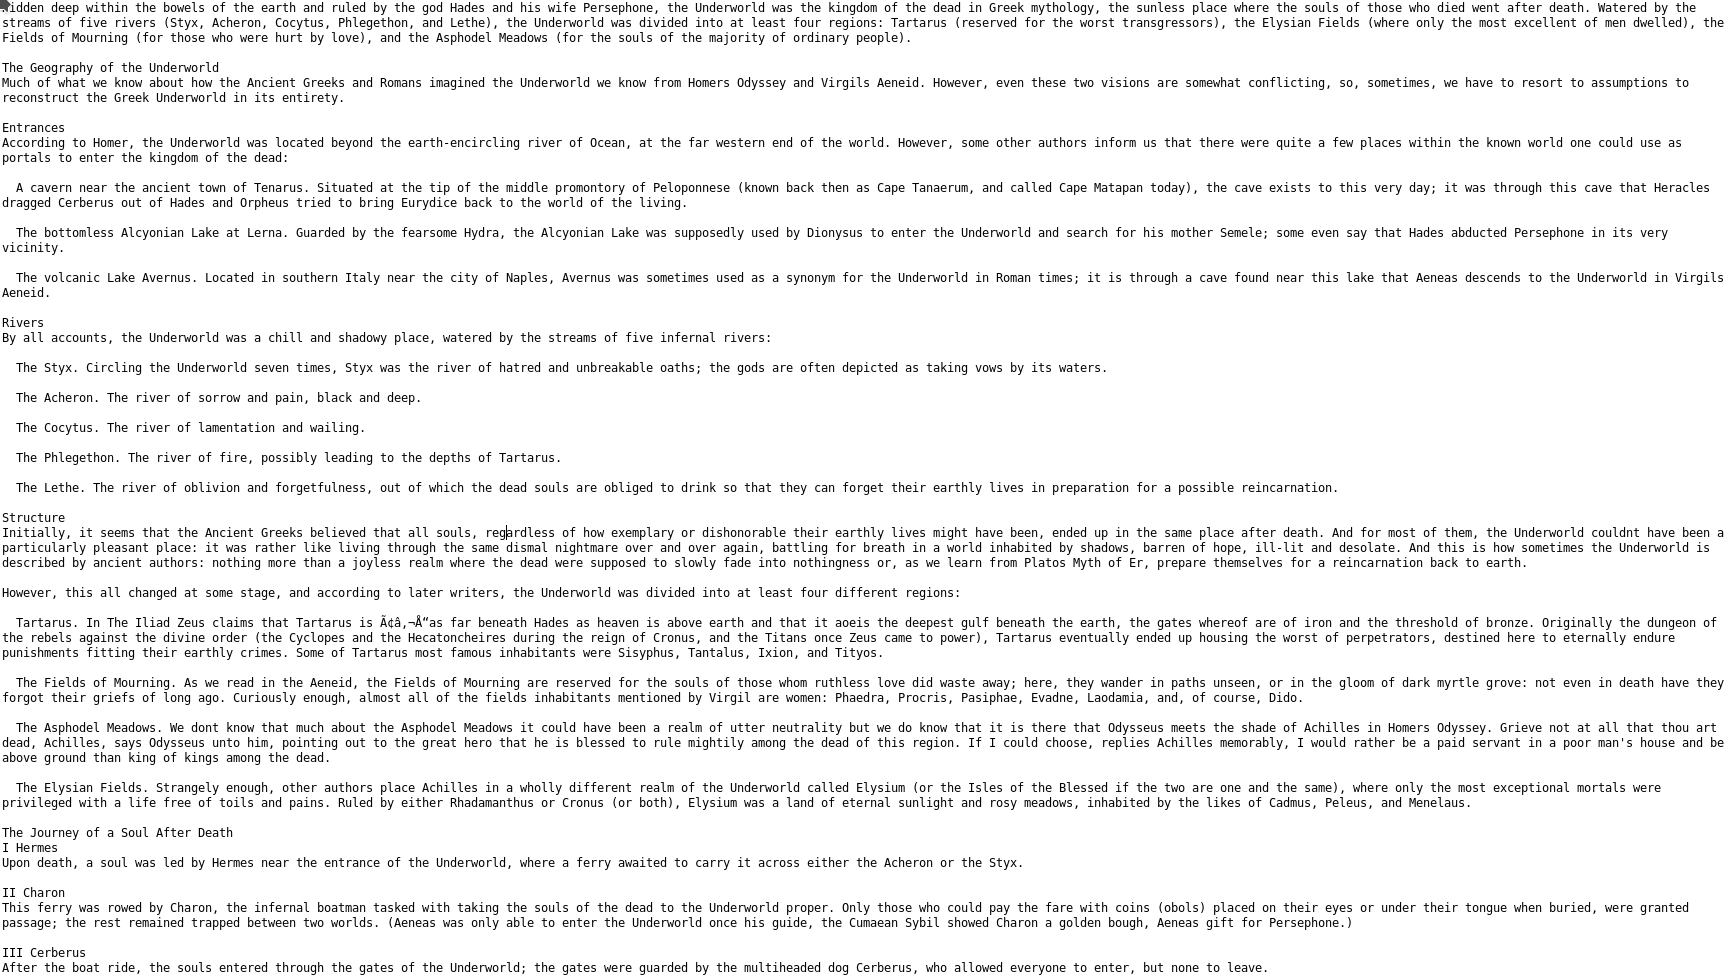 Hidden deep within the bowels of the earth and ruled by the god Hades and his wife Persephone, the Underworld was the kingdom of the dead in Greek mythology, the sunless place where the souls of those who died went after death. Watered by the
streams of five rivers (Styx, Acheron, Cocytus, Phlegethon, and Lethe), the Underworld was divided into at least four regions: Tartarus (reserved for the worst transgressors), the Elysian Fields (where only the most excellent of men dwelled), the
Fields of Mourning (for those who were hurt by love), and the Asphodel Meadows (for the souls of the majority of ordinary people).
The Geography of the Underworld
Much of what we know about how the Ancient Greeks and Romans imagined the Underworld we know from Homers Odyssey and Virgils Aeneid. However, even these two visions are somewhat conflicting, so, sometimes, we have to resort to assumptions to
reconstruct the Greek Underworld in its entirety.
Entrances
According to Homer, the Underworld was located beyond the earth-encircling river of Ocean, at the far western end of the world. However, some other authors inform us that there were quite a few places within the known world one could use as
portals to enter the kingdom of the dead:
A cavern near the ancient town of Tenarus. Situated at the tip of the middle promontory of Peloponnese (known back then as Cape Tanaerum, and called Cape Matapan today), the cave exists to this very day; it was through this cave that Heracles
dragged Cerberus out of Hades and Orpheus tried to bring Eurydice back to the world of the living.
The bottomless Alcyonian Lake at Lerna. Guarded by the fearsome Hydra, the Alcyonian Lake was supposedly used by Dionysus to enter the Underworld and search for his mother Semele; some even say that Hades abducted Persephone in its very
vicinity.
The volcanic Lake Avernus. Located in southern Italy near the city of Naples, Avernus was sometimes used as a synonym for the Underworld in Roman times; it is through a cave found near this lake that Aeneas descends to the Underworld in Virgils
Aeneid.
Rivers
By all accounts, the Underworld was a chill and shadowy place, watered by the streams of five infernal rivers:
The Styx. Circling the Underworld seven times, Styx was the river of hatred and unbreakable oaths; the gods are often depicted as taking vows by its waters.
The Acheron. The river of sorrow and pain, black and deep.
The Cocytus. The river of lamentation and wailing.
The Phlegethon. The river of fire, possibly leading to the depths of Tartarus.
The Lethe. The river of oblivion and forgetfulness, out of which the dead souls are obliged to drink so that they can forget their earthly lives in preparation for a possible reincarnation.
Structure
Initially, it seems that the Ancient Greeks believed that all souls, regardless of how exemplary or dishonorable their earthly lives might have been, ended up in the same place after death. And for most of them, the Underworld couldnt have been a
particularly pleasant place: it was rather like living through the same dismal nightmare over and over again, battling for breath in a world inhabited by shadows, barren of hope, ill-lit and desolate. And this is how sometimes the Underworld is
described by ancient authors: nothing more than a joyless realm where the dead were supposed to slowly fade into nothingness or, as we learn from Platos Myth of Er, prepare themselves for a reincarnation back to earth.
However, this all changed at some stage, and according to later writers, the Underworld was divided into at least four different regions:
Tartarus. In The Iliad Zeus claims that Tartarus is Ã¢â‚¬Å“as far beneath Hades as heaven is above earth and that it aoeis the deepest gulf beneath the earth, the gates whereof are of iron and the threshold of bronze. Originally the dungeon of
the rebels against the divine order (the Cyclopes and the Hecatoncheires during the reign of Cronus, and the Titans once Zeus came to power), Tartarus eventually ended up housing the worst of perpetrators, destined here to eternally endure
punishments fitting their earthly crimes. Some of Tartarus most famous inhabitants were Sisyphus, Tantalus, Ixion, and Tityos.
The Fields of Mourning. As we read in the Aeneid, the Fields of Mourning are reserved for the souls of those whom ruthless love did waste away; here, they wander in paths unseen, or in the gloom of dark myrtle grove: not even in death have they
forgot their griefs of long ago. Curiously enough, almost all of the fields inhabitants mentioned by Virgil are women: Phaedra, Procris, Pasiphae, Evadne, Laodamia, and, of course, Dido.
The Asphodel Meadows. We dont know that much about the Asphodel Meadows it could have been a realm of utter neutrality but we do know that it is there that Odysseus meets the shade of Achilles in Homers Odyssey. Grieve not at all that thou art
dead, Achilles, says Odysseus unto him, pointing out to the great hero that he is blessed to rule mightily among the dead of this region. If I could choose, replies Achilles memorably, I would rather be a paid servant in a poor man's house and be
above ground than king of kings among the dead.
The Elysian Fields. Strangely enough, other authors place Achilles in a wholly different realm of the Underworld called Elysium (or the Isles of the Blessed if the two are one and the same), where only the most exceptional mortals were
privileged with a life free of toils and pains. Ruled by either Rhadamanthus or Cronus (or both), Elysium was a land of eternal sunlight and rosy meadows, inhabited by the likes of Cadmus, Peleus, and Menelaus.
The Journey of a Soul After Death
I Hermes
Upon death, a soul was led by Hermes near the entrance of the Underworld, where a ferry awaited to carry it across either the Acheron or the Styx.
II Charon
This ferry was rowed by Charon, the infernal boatman tasked with taking the souls of the dead to the Underworld proper. Only those who could pay the fare with coins (obols) placed on their eyes or under their tongue when buried, were granted
passage; the rest remained trapped between two worlds. (Aeneas was only able to enter the Underworld once his guide, the Cumaean Sybil showed Charon a golden bough, Aeneas gift for Persephone.)
III Cerberus
After the boat ride, the souls entered through the gates of the Underworld; the gates were guarded by the multiheaded dog Cerberus, who allowed everyone to enter, but none to leave.